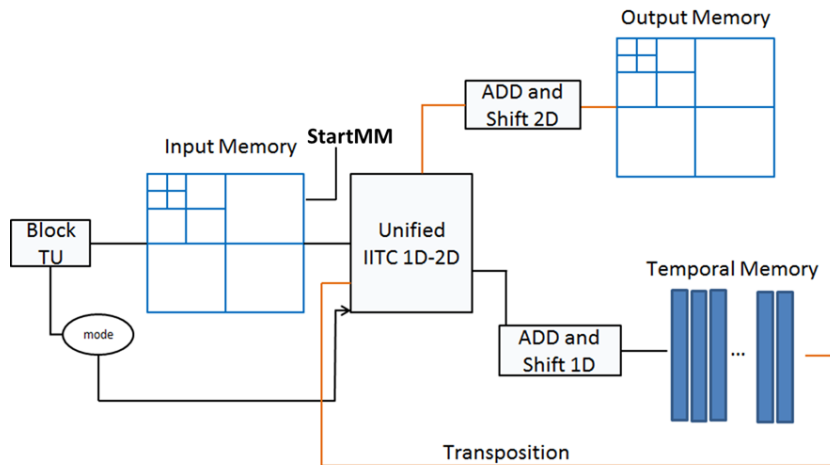 Output Memory
ADD and
Shift 2D
StartMM
Input Memory
Unified
IITC 1D-2D
Block
TU
Temporal Memory
mode
ADD and
Shift 1D
...
Transposition